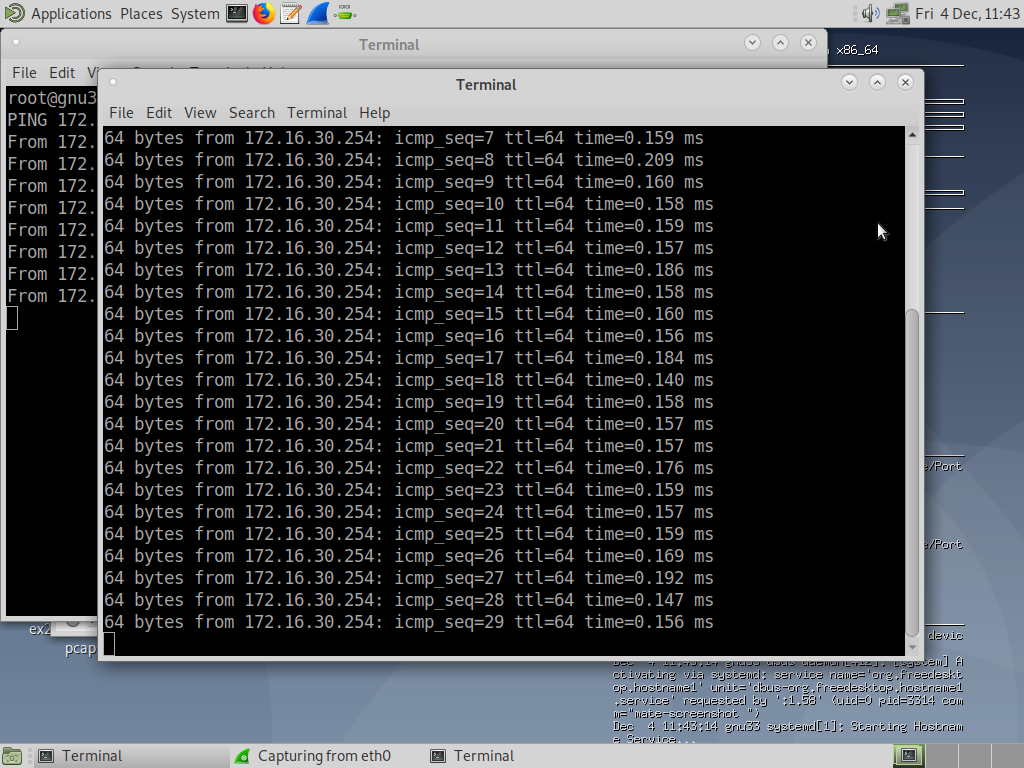 Applications Places System Fri 4 Dec, 11:43
Terminal
x86_64
File Edit
Terminal
File Edit View Search Terminal Help
root@gnu3
PING 172.
From 172.
From 172.
From 172.
From 172.
From 172.
From 172.
From 172.
From 172.
64 bytes from 172.16.30.254: icmp_seq=7 ttl=64 time=0.159 ms
64 bytes from 172.16.30.254: icmp_seq=8 ttl=64 time=0.209 ms
64 bytes from 172.16.30.254: icmp_seq=9 ttl=64 time=0.160 ms
64 bytes from 172.16.30.254: icmp_seq=10 ttl=64 time=0.158 ms
64 bytes from 172.16.30.254: icmp_seq=11 ttl=64 time=0.159 ms
64 bytes from 172.16.30.254: icmp_seq=12 ttl=64 time=0.157 ms
64 bytes from 172.16.30.254: icmp_seq=13 ttl=64 time=0.186 ms
64 bytes from 172.16.30.254: icmp_seq=14 ttl=64 time=0.158 ms
64 bytes from 172.16.30.254: icmp_seq=15 ttl=64 time=0.160 ms
64 bytes from 172.16.30.254: icmp_seq=16 ttl=64 time=0.156 ms
64 bytes from 172.16.30.254: icmp_seq=17 ttl=64 time=0.184 ms
64 bytes from 172.16.30.254: icmp_seq=18 ttl=64 time=0.140 ms
64 bytes from 172.16.30.254: icmp_seq=19 ttl=64 time=0.158 ms
64 bytes from 172.16.30.254: icmp_seq=20 ttl=64 time=0.157 ms
64 bytes from 172.16.30.254: icmp_seq=21 ttl=64 time=0.157 ms
64 bytes from 172.16.30.254: icmp_seq=22 ttl=64 time=0.176 ms
64 bytes from 172.16.30.254: icmp_seq=23 ttl=64 time=0.159 ms
64 bytes from 172.16.30.254: icmp_seq=24 ttl=64 time=0.157 ms
64 bytes from 172.16.30.254: icmp_seq=25 ttl=64 time=0.159 ms
64 bytes from 172.16.30.254: icmp_seq=26 ttl=64 time=0.169 ms
64 bytes from 172.16.30.254: icmp_seq=27 ttl=64 time=0.192 ms
64 bytes from 172.16.30.254: icmp_seq=28 ttl=64 time=0.147 ms
64 bytes from 172.16.30.254: icmp_seq=29 ttl=64 time=0.156 ms
e/Port
e/Port
ex2
pcap
devic
Dec 4 11:43:14 gnu33 dbus-daemon[412]: [system] A
ctivating via systemd: service name='org.freedeskt
op.hostname1' unit='dbus-org.freedesktop.hostname1
.service' requested by ':1.58' (uid=0 pid=3314 com
m="mate-screenshot ")
Dec 4 11:43:14 gnu33 systemd[1]: Starting Hostnam
e Service...
Terminal Capturing from eth0 Terminal